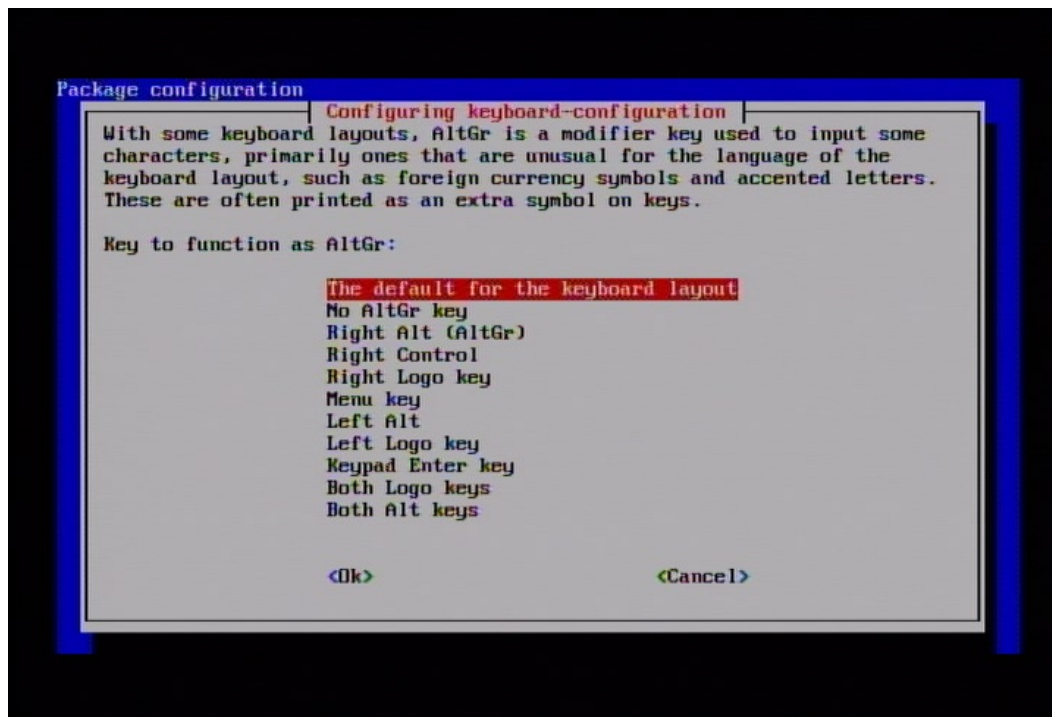 Package configuration
Configuring keyboard-configuration
With some keyboard layouts, AltGr is a modifier key used to input some
characters, primarily ones that are unusual for the language of the
keyboard layout, such as foreign currency symbols and accented letters.
These are often printed as an extra symbol on keys.
Key to function as AltGr:
The default for the keyboard layout
No AltGr key
Right Alt (AltGr)
Right Control
Right Logo key
Menu key
Left Alt
Left Logo key
Keypad Enter key
Both Logo keys
Both Alt keys
<Ok> <Cancel>